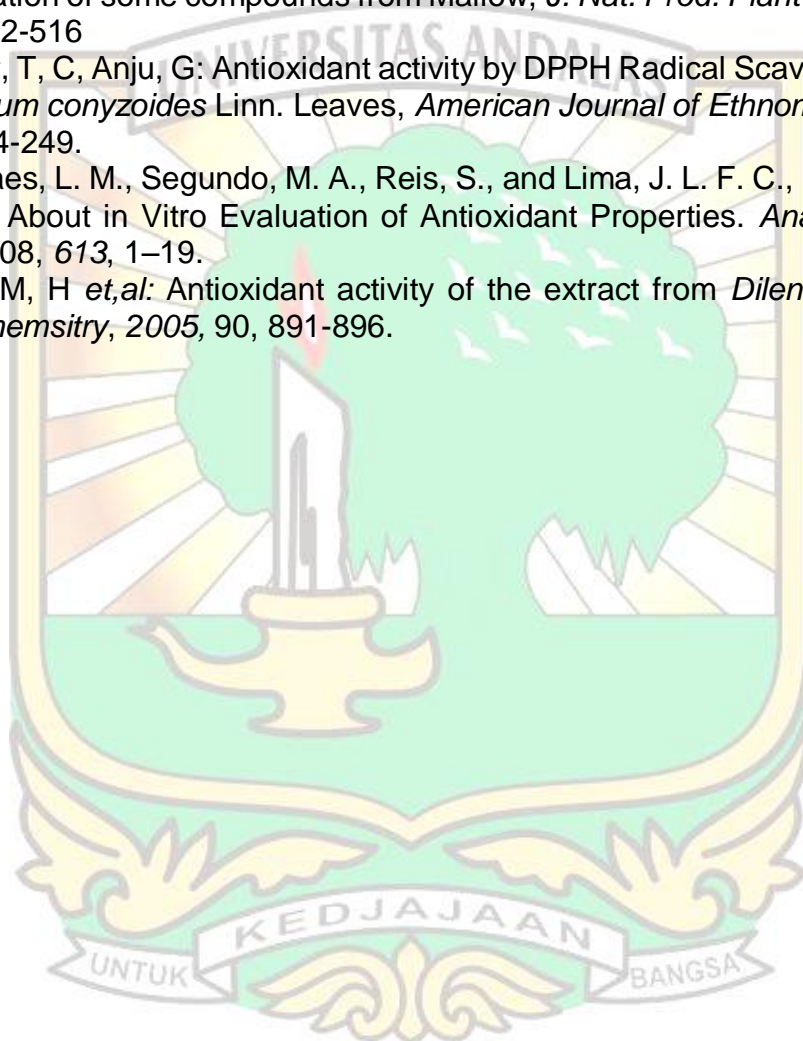 ation of some compounds from Mallow, J. Nat. Prod. Plant
2-516
UNIVERSITAS ANDALAS
, T, C, Anju, G: Antioxidant activity by DPPH Radical Scav
um conyzoides Linn. Leaves, American Journal of Ethnom
4-249.
aes, L. M., Segundo, M. A., Reis, S., and Lima, J. L. F. C.,
About in Vitro Evaluation of Antioxidant Properties. Ana
08, 613, 1–19.
M, H et,al: Antioxidant activity of the extract from Dilen
hemsitry, 2005, 90, 891-896.
KEDJAJAAN
UNTUK BANGSA